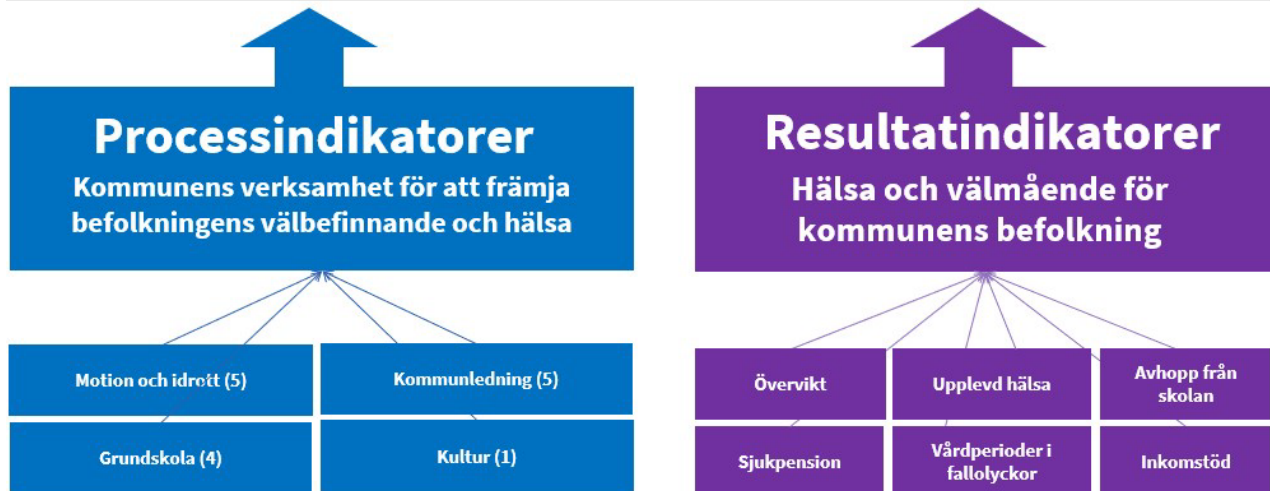 Processindikatorer
Kommunens verksamhet för att främja
befolkningens välbefinnande och hälsa
Motion och idrott (5)
Kommunledning (5)
Grundskola (4)
Kultur (1)
Resultatindikatorer
Hälsa och välmående för
kommunens befolkning
Övervikt
Upplevd hälsa
Avhopp från
skolan
Sjukpension
Vårdperioder i
fallolyckor
Inkomstöd